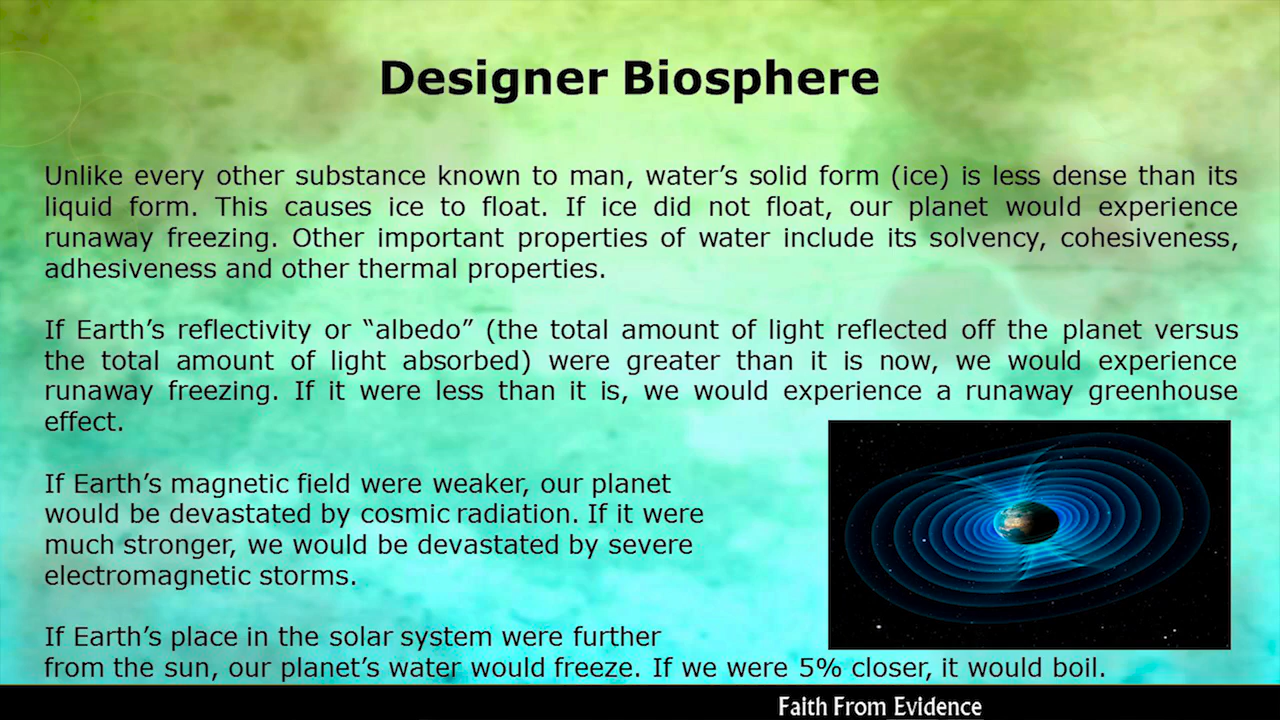 Designer Biosphere
Unlike every other substance known to man, water’s solid form (ice) is less dense than its
liquid form. This causes ice to float. If ice did not float, our planet would experience
runaway freezing. Other important properties of water include its solvency, cohesiveness,
adhesiveness and other thermal properties.
If Earth’s reflectivity or “albedo” (the total amount of light reflected off the planet versus
the total amount of light absorbed) were greater than it is now, we would experience
runaway freezing. If it were less than it is, we would experience a runaway greenhouse
effect.
If Earth’s magnetic field were weaker, our planet
would be devastated by cosmic radiation. If it were
much stronger, we would be devastated by severe
electromagnetic storms.
If Earth’s place in the solar system were further
from the sun, our planet’s water would freeze. If we were 5% closer, it would boil.
Faith From Evidence